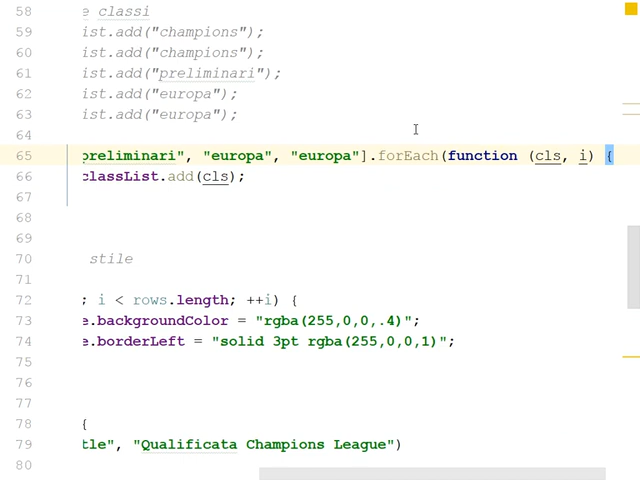 58 e classi
59 ist.add("champions");
60 ist.add("champions");
61 ist.add("preliminari");
62 ist.add("europa");
63 ist.add("europa");
64
65 preliminari", "europa", "europa"].forEach(function (cls, i) {
66 classList.add(cls);
67
68
69
70 stile
71
72 ; i < rows.length; ++i) {
73 e.backgroundColor = "rgba(255,0,0,.4)";
74 e.borderLeft = "solid 3pt rgba(255,0,0,1)";
75
76
77
78 {
79 tle", "Qualificata Champions League")
80